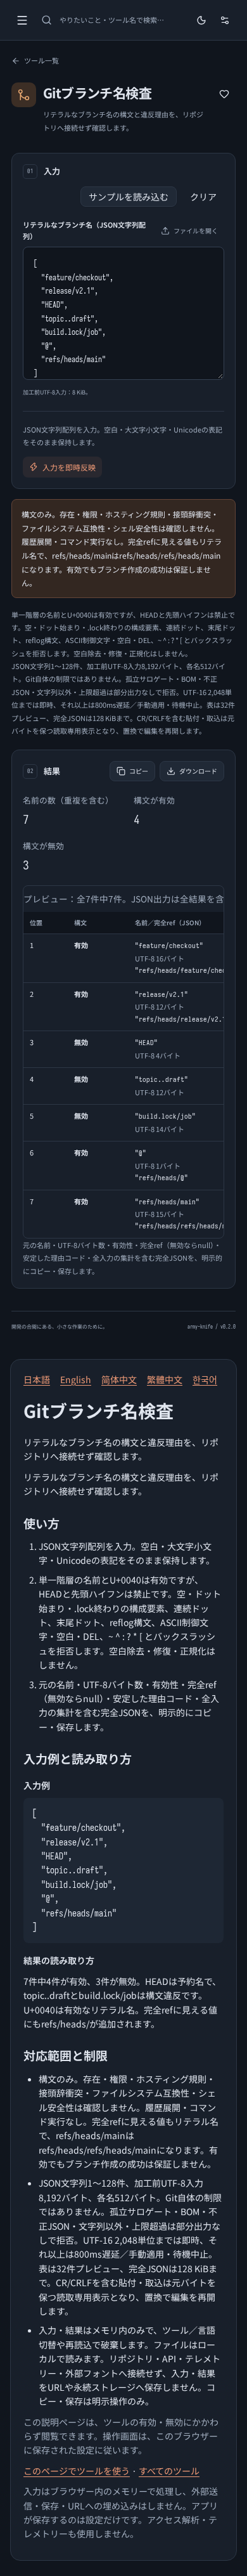 やりたいこと・ツール名で検索…
ツール一覧
Gitブランチ名検査
リテラルなブランチ名の構文と違反理由を、リポジ
トリへ接続せず確認します。
01 入力
サンプルを読み込む クリア
リテラルなブランチ名（JSON文字列配
列）
ファイルを開く
[
"feature/checkout",
"release/v2.1",
"HEAD",
"topic..draft",
"build.lock/job",
"@",
"refs/heads/main"
]
加工前UTF-8入力：8 KiB。
JSON文字列配列を入力。空白・大文字小文字・Unicodeの表記
をそのまま保持します。
入力を即時反映
構文のみ。存在・権限・ホスティング規則・接頭辞衝突・
ファイルシステム互換性・シェル安全性は確認しません。
履歴展開・コマンド実行なし。完全refに見える値もリテラ
ル名で、refs/heads/mainはrefs/heads/refs/heads/main
になります。有効でもブランチ作成の成功は保証しませ
ん。
単一階層の名前とU+0040は有効ですが、HEADと先頭ハイフンは禁止で
す。空・ドット始まり・.lock終わりの構成要素、連続ドット、末尾ドッ
ト、reflog構文、ASCII制御文字・空白・DEL、~ ^ : ? * [ とバックスラッ
シュを拒否します。空白除去・修復・正規化はしません。
JSON文字列1〜128件、加工前UTF-8入力8,192バイト、各名512バイ
ト。Git自体の制限ではありません。孤立サロゲート・BOM・不正
JSON・文字列以外・上限超過は部分出力なしで拒否。UTF-16 2,048単
位までは即時、それ以上は800ms遅延／手動適用・待機中止。表は32件
プレビュー、完全JSONは128 KiBまで。CR/CRLFを含む貼付・取込は元
バイトを保つ読取専用表示となり、置換で編集を再開します。
02 結果
コピー ダウンロード
名前の数（重複を含む） 構文が有効
7 4
構文が無効
3
プレビュー：全7件中7件。JSON出力は全結果を含
位置 構文 名前／完全ref（JSON）
1 有効 "feature/checkout"
UTF-8 16バイト
"refs/heads/feature/chec
2 有効 "release/v2.1"
UTF-8 12バイト
"refs/heads/release/v2.1
3 無効 "HEAD"
UTF-8 4バイト
4 無効 "topic..draft"
UTF-8 12バイト
5 無効 "build.lock/job"
UTF-8 14バイト
6 有効 "@"
UTF-8 1バイト
"refs/heads/@"
7 有効 "refs/heads/main"
UTF-8 15バイト
"refs/heads/refs/heads/m
元の名前・UTF-8バイト数・有効性・完全ref（無効ならnull）・
安定した理由コード・全入力の集計を含む完全JSONを、明示的
にコピー・保存します。
開発の合間にある、小さな作業のために。
army-knife / v0.2.0
日本語 English 简体中文 繁體中文 한국어
Gitブランチ名検査
リテラルなブランチ名の構文と違反理由を、リポジ
トリへ接続せず確認します。
リテラルなブランチ名の構文と違反理由を、リポジ
トリへ接続せず確認します。
使い方
1. JSON文字列配列を入力。空白・大文字小文
字・Unicodeの表記をそのまま保持します。
2. 単一階層の名前とU+0040は有効ですが、
HEADと先頭ハイフンは禁止です。空・ドット
始まり・.lock終わりの構成要素、連続ドッ
ト、末尾ドット、reflog構文、ASCII制御文
字・空白・DEL、~ ^ : ? * [ とバックスラッシ
ュを拒否します。空白除去・修復・正規化は
しません。
3. 元の名前・UTF-8バイト数・有効性・完全ref
（無効ならnull）・安定した理由コード・全入
力の集計を含む完全JSONを、明示的にコピ
ー・保存します。
入力例と読み取り方
入力例
[
"feature/checkout",
"release/v2.1",
"HEAD",
"topic..draft",
"build.lock/job",
"@",
"refs/heads/main"
]
結果の読み取り方
7件中4件が有効、3件が無効。HEADは予約名で、
topic..draftとbuild.lock/jobは構文違反です。
U+0040は有効なリテラル名。完全refに見える値
にもrefs/heads/が追加されます。
対応範囲と制限
• 構文のみ。存在・権限・ホスティング規則・
接頭辞衝突・ファイルシステム互換性・シェ
ル安全性は確認しません。履歴展開・コマン
ド実行なし。完全refに見える値もリテラル名
で、refs/heads/mainは
refs/heads/refs/heads/mainになります。有
効でもブランチ作成の成功は保証しません。
• JSON文字列1〜128件、加工前UTF-8入力
8,192バイト、各名512バイト。Git自体の制限
ではありません。孤立サロゲート・BOM・不
正JSON・文字列以外・上限超過は部分出力な
しで拒否。UTF-16 2,048単位までは即時、そ
れ以上は800ms遅延／手動適用・待機中止。
表は32件プレビュー、完全JSONは128 KiBま
で。CR/CRLFを含む貼付・取込は元バイトを
保つ読取専用表示となり、置換で編集を再開
します。
• 入力・結果はメモリ内のみで、ツール／言語
切替や再読込で破棄します。ファイルはロー
カルで読みます。リポジトリ・API・テレメト
リー・外部フォントへ接続せず、入力・結果
をURLや永続ストレージへ保存しません。コ
ピー・保存は明示操作のみ。
この説明ページは、ツールの有効・無効にかかわ
らず閲覧できます。操作画面は、このブラウザー
に保存された設定に従います。
このページでツールを使う · すべてのツール
入力はブラウザー内のメモリーで処理し、外部送
信・保存・URLへの埋め込みはしません。アプリ
が保存するのは設定だけです。アクセス解析・テ
レメトリーも使用しません。